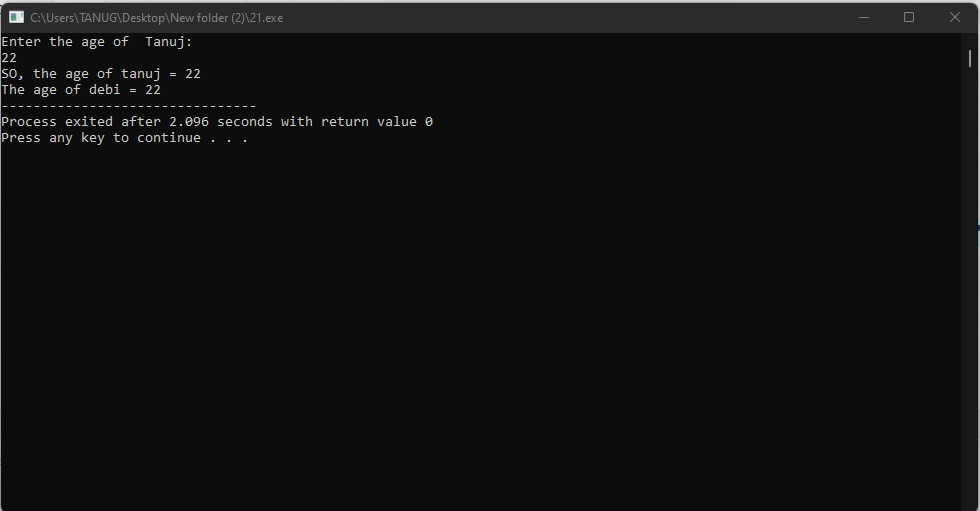 C:\Users\TANUG\Desktop\New folder (2)\21.exe
Enter the age of  Tanuj:
22
SO, the age of tanuj = 22
The age of debi = 22
--------------------------------
Process exited after 2.096 seconds with return value 0
Press any key to continue . . .